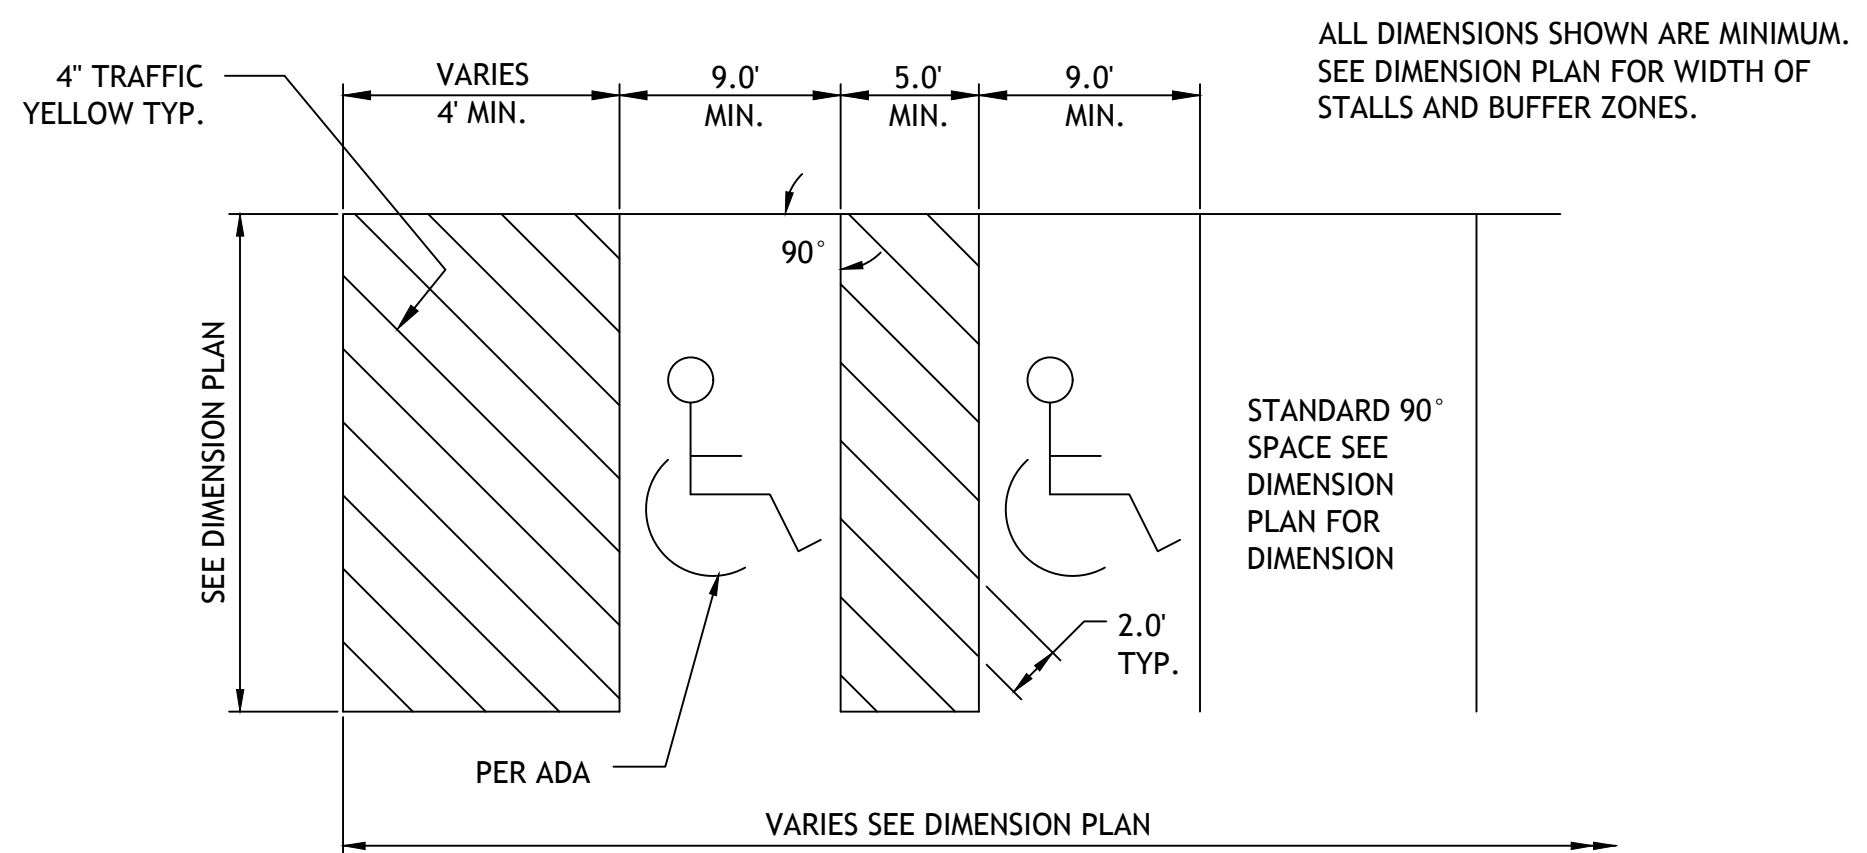 ALL DIMENSIONS SHOWN ARE MINIMUM.
SEE DIMENSION PLAN FOR WIDTH OF
STALLS AND BUFFER ZONES.
4" TRAFFIC
YELLOW TYP.
VARIES
4' MIN.
9.0'
MIN.
5.0'
MIN.
9.0'
MIN.
90°
SEE DIMENSION PLAN
STANDARD 90°
SPACE SEE
DIMENSION
PLAN FOR
DIMENSION
2.0'
TYP.
PER ADA
VARIES SEE DIMENSION PLAN